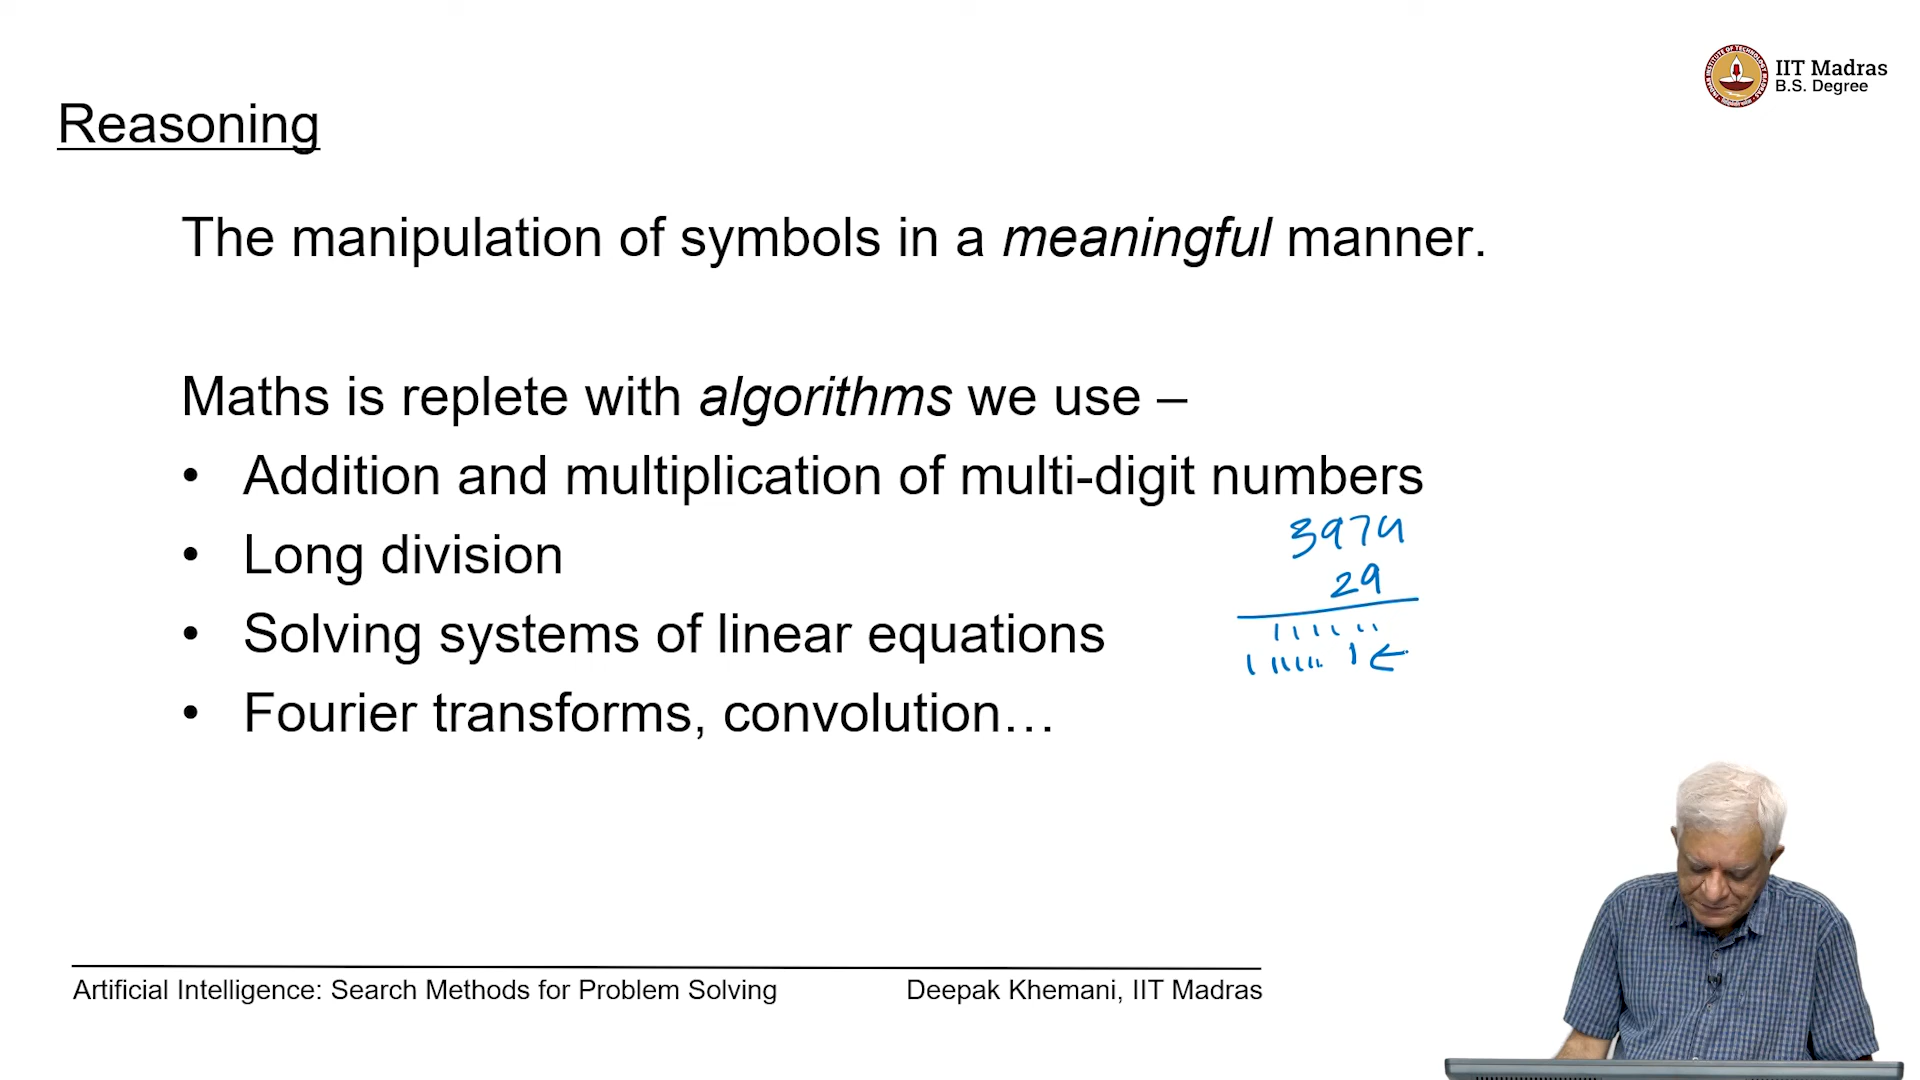 IIT Madras
B.S. Degree
Reasoning
The manipulation of symbols in a meaningful manner.
Maths is replete with algorithms we use –
• Addition and multiplication of multi-digit numbers
3974
• Long division
29
• Solving systems of linear equations
• Fourier transforms, convolution…
Artificial Intelligence: Search Methods for Problem Solving
Deepak Khemani, IIT Madras